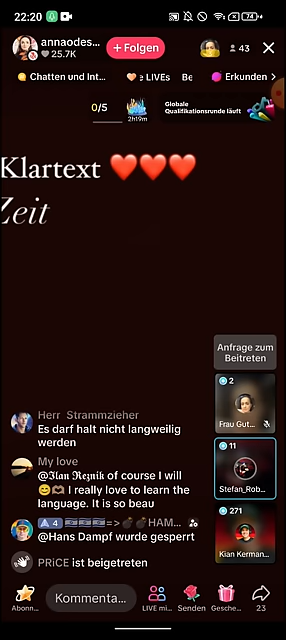 22:20
74
annaodes...
25.7K
+ Folgen
43
Chatten und Int...
e LIVEs
Be
Erkunden
0/5
2h19m
Globale
Qualifikationsrunde läuft
Klartext ❤️❤️❤️
Zeit
Anfrage zum
Beitreten
2
Frau Gut...
11
Stefan_Rob...
271
Kian Kerman...
Herr Strammzieher
Es darf halt nicht langweilig
werden
My love
@𝕴𝖑𝖆𝖓 𝕽𝖊𝖟𝖓𝖎𝖐 of course I will
😊🫶🏽 I really love to learn the
language. It is so beau
4
=> 💣💣 HAM...
@Hans Dampf wurde gesperrt
PRiCE ist beigetreten
Abonn...
Kommenta...
LIVE mi...
Senden
Gesche...
23